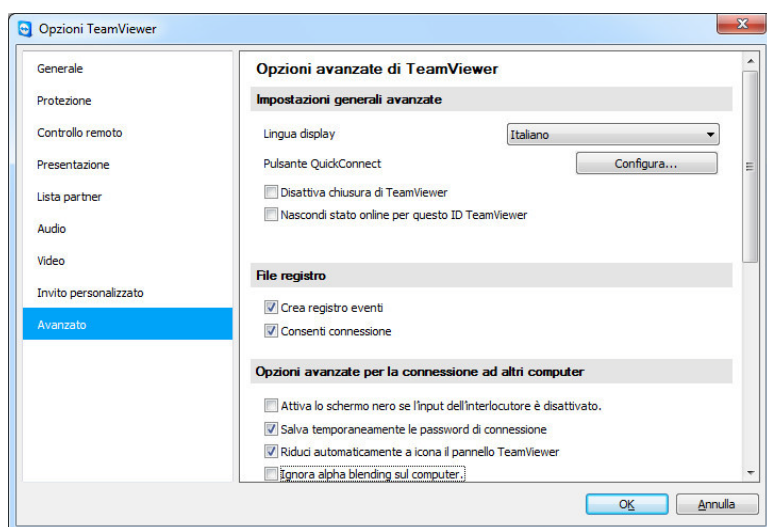 Opzioni TeamViewer
Generale
Protezione
Controllo remoto
Presentazione
Lista partner
Audio
Video
Invito personalizzato
Avanzato
Opzioni avanzate di TeamViewer
Impostazioni generali avanzate
Lingua display
Italiano
Pulsante QuickConnect
Configura...
Disattiva chiusura di TeamViewer
Nascondi stato online per questo ID TeamViewer
File registro
Crea registro eventi
Consenti connessione
Opzioni avanzate per la connessione ad altri computer
Attiva lo schermo nero se l'input dell'interlocutore è disattivato.
Salva temporaneamente le password di connessione
Riduci automaticamente a icona il pannello TeamViewer
Ignora alpha blending sul computer.
OK
Annulla